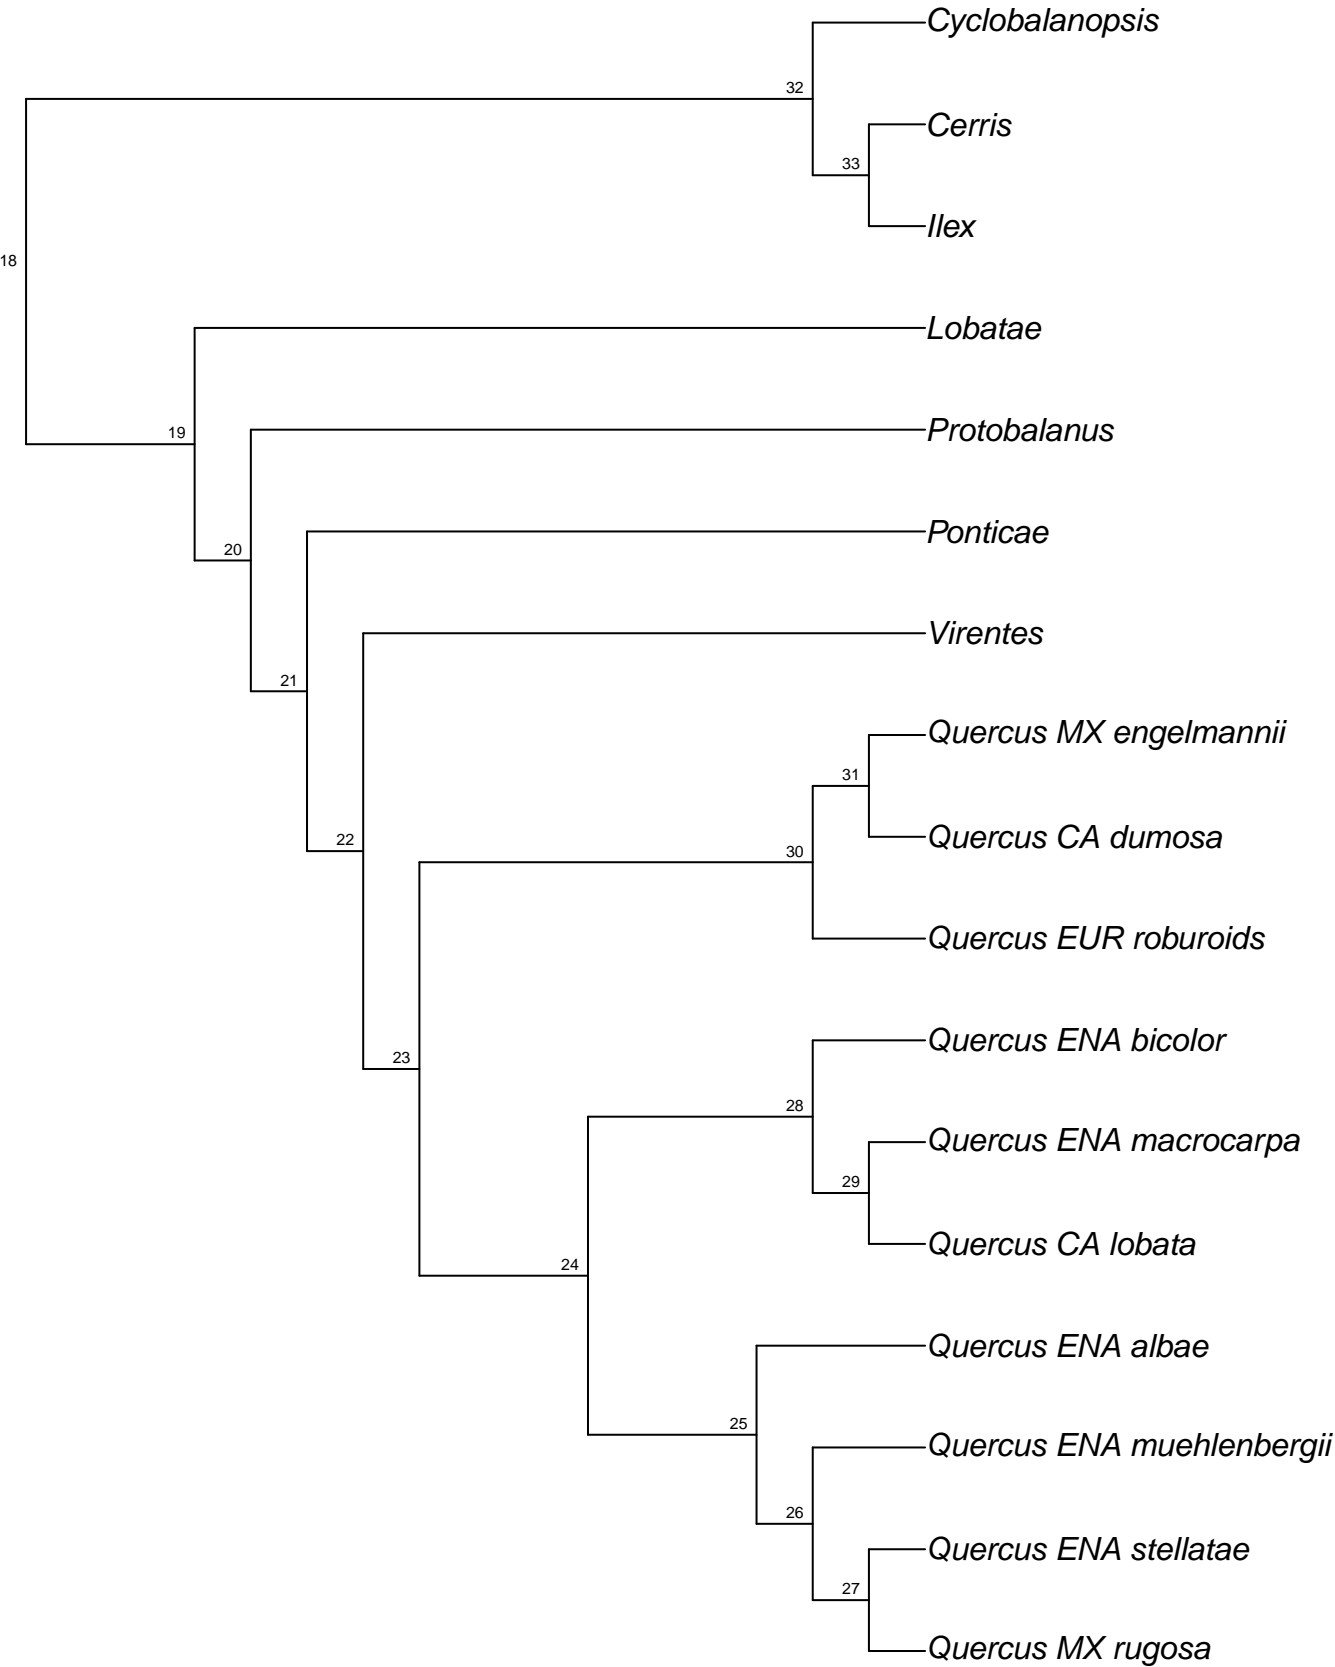 Cyclobalanopsis
32
Cerris
33
Ilex
18
Lobatae
19
Protobalanus
Ponticae
20
Virentes
21
Quercus MX engelmannii
31
Quercus CA dumosa
22
30
Quercus EUR roburoids
Quercus ENA bicolor
23
28
Quercus ENA macrocarpa
29
Quercus CA lobata
24
Quercus ENA albae
25
Quercus ENA muehlenbergii
26
Quercus ENA stellatae
27
Quercus MX rugosa